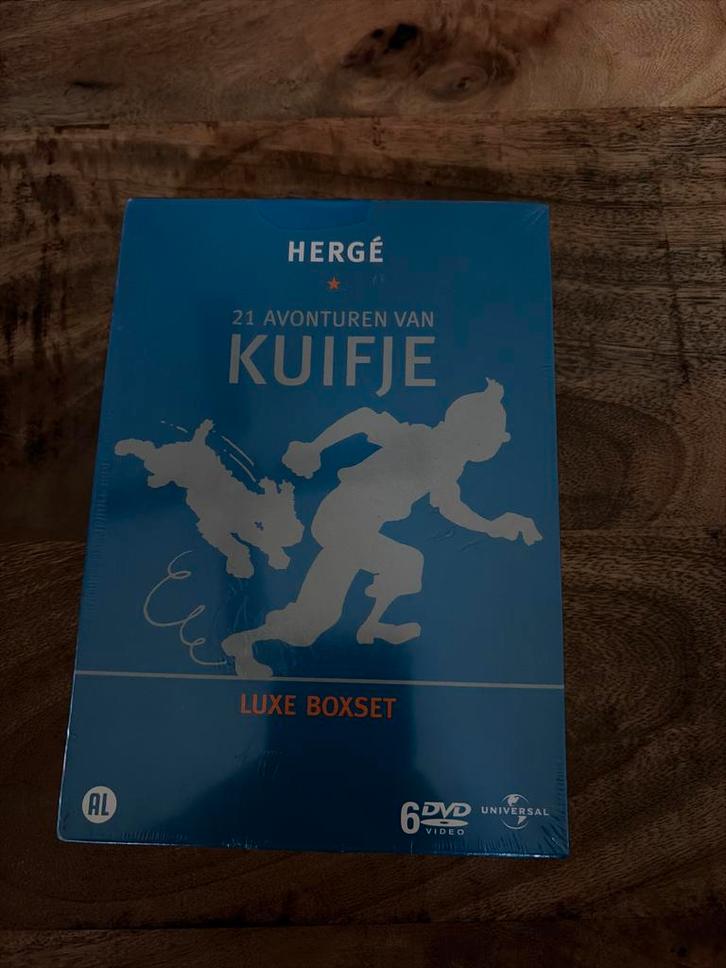 HERGÉ
21 AVONTUREN VAN
KUIFJE
LUXE BOXSET
AL
6 DVD
VIDEO
UNIVERSAL